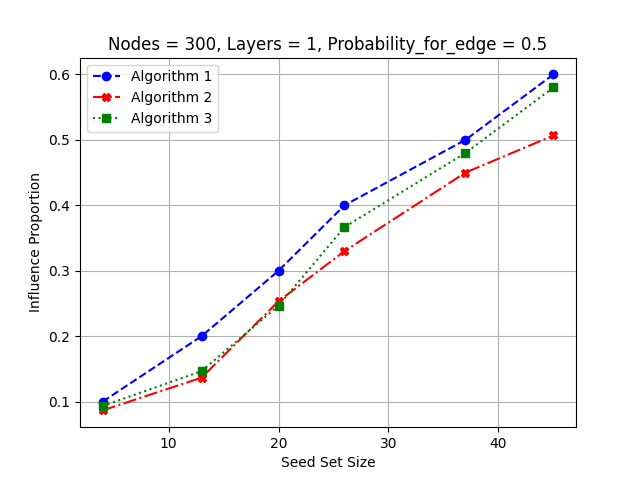 Nodes = 300, Layers = 1, Probability_for_edge = 0.5
Algorithm 1
Algorithm 2
Algorithm 3
0.6
0.5
0.4
0.3
0.2
0.1
Influence Proportion
10 20 30 40
Seed Set Size